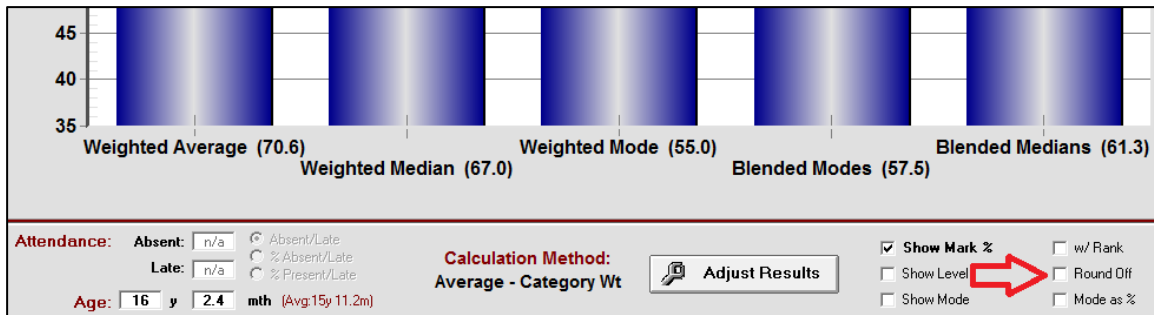 45
40
35
Weighted Average (70.6)
Weighted Median (67.0)
Weighted Mode (55.0)
Blended Modes (57.5)
Blended Medians (61.3)
Attendance: Absent: n/a
Late: n/a
Absent/Late
% Absent/Late
% Present/Late
Age: 16 y 2.4 mth (Avg:15y 11.2m)
Calculation Method:
Average - Category Wt
Adjust Results
Show Mark %
Show Level
Show Mode
w/ Rank
Round Off
Mode as %